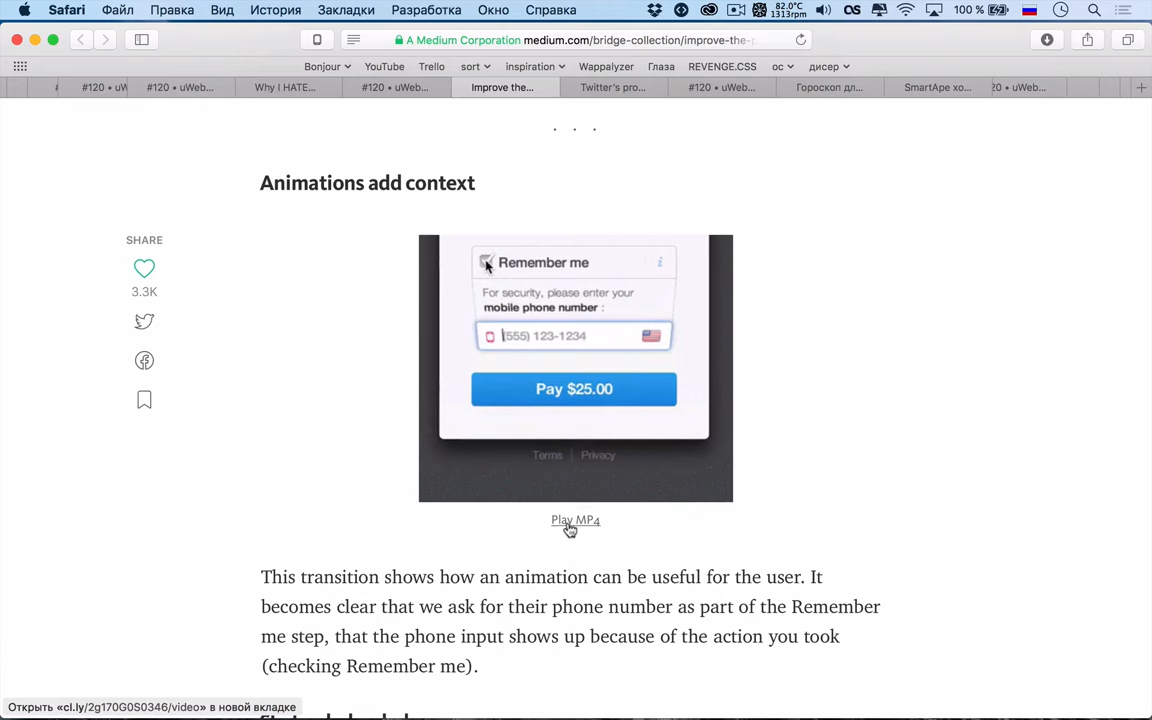 Safari Файл Правка Вид История Закладки Разработка Окно Справка 82.0°C 1313rpm 100 %
A Medium Corporation medium.com/bridge-collection/improve-the-p
Bonjour YouTube Trello sort inspiration Wappalyzer Глаза REVENGE.CSS ос дисер
#120 • uW #120 • uWeb... Why I HATE... #120 • uWeb... Improve the... Twitter's pro... #120 • uWeb... Гороскоп дл... SmartApe хо... 20 • uWeb...
. . .
Animations add context
SHARE
3.3K
Remember me
For security, please enter your
mobile phone number :
(555) 123-1234
Pay $25.00
Terms | Privacy
Play MP4
This transition shows how an animation can be useful for the user. It
becomes clear that we ask for their phone number as part of the Remember
me step, that the phone input shows up because of the action you took
(checking Remember me).
Открыть «cl.ly/2g170G0S0346/video» в новой вкладке